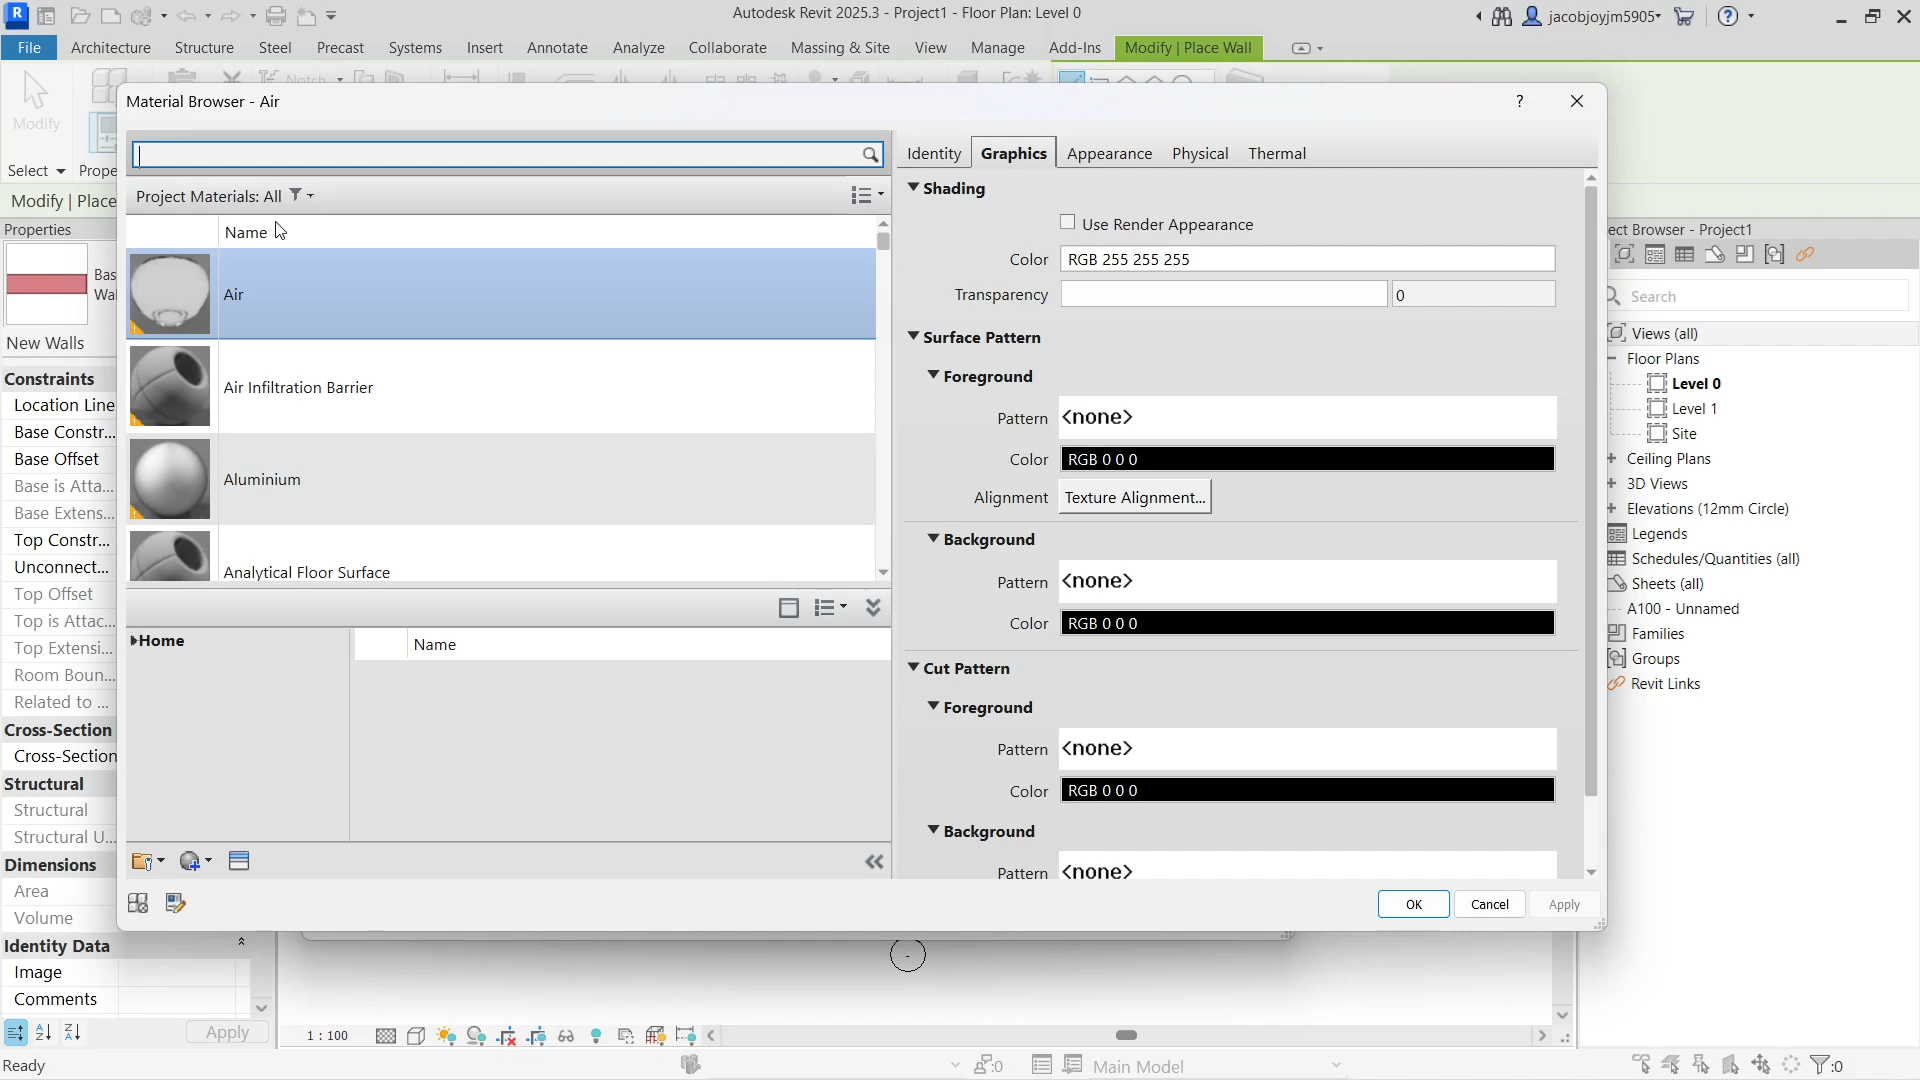 Autodesk Revit 2025.3 - Project1 - Floor Plan: Level 0
jacobjoyjm5905
File Architecture Structure Steel Precast Systems Insert Annotate Analyze Collaborate Massing & Site View Manage Add-Ins Modify | Place Wall
Modify
Select
Prope
Modify | Place
Material Browser - Air
Project Materials: All
Name
Air
Air Infiltration Barrier
Aluminium
Analytical Floor Surface
Home
Name
Identity Graphics Appearance Physical Thermal
Shading
Use Render Appearance
Color RGB 255 255 255
Transparency 0
Surface Pattern
Foreground
Pattern <none>
Color RGB 0 0 0
Alignment Texture Alignment...
Background
Pattern <none>
Color RGB 0 0 0
Cut Pattern
Foreground
Pattern <none>
Color RGB 0 0 0
Background
Pattern <none>
OK Cancel Apply
Properties
Bas
Wal
New Walls
Constraints
Location Line
Base Constr...
Base Offset
Base is Atta...
Base Extens...
Top Constr...
Unconnect...
Top Offset
Top is Attac...
Top Extensi...
Room Boun...
Related to ...
Cross-Section
Cross-Section
Structural
Structural
Structural U...
Dimensions
Area
Volume
Identity Data
Image
Comments
Apply
ect Browser - Project1
Search
Views (all)
Floor Plans
Level 0
Level 1
Site
Ceiling Plans
3D Views
Elevations (12mm Circle)
Legends
Schedules/Quantities (all)
Sheets (all)
A100 - Unnamed
Families
Groups
Revit Links
1 : 100
Ready
:0
Main Model
:0